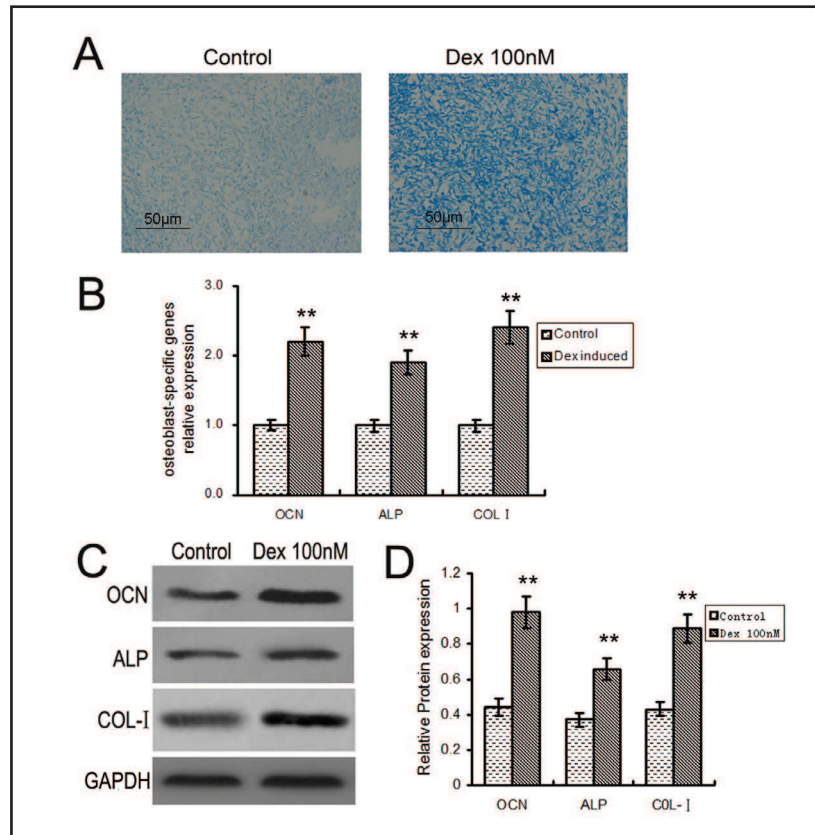 A
Control
Dex 100nM
50µm
50µm
B
osteoblast-specific genes
relative expression
3.0
2.0
1.0
0.0
**
**
**
OCN
ALP
COL I
Control
Dex induced
C
Control
Dex 100nM
OCN
ALP
COL-I
GAPDH
D
Relative Protein expression
1.2
1
0.8
0.6
0.4
0.2
0
**
**
**
OCN
ALP
COL-I
Control
Dex 100nM